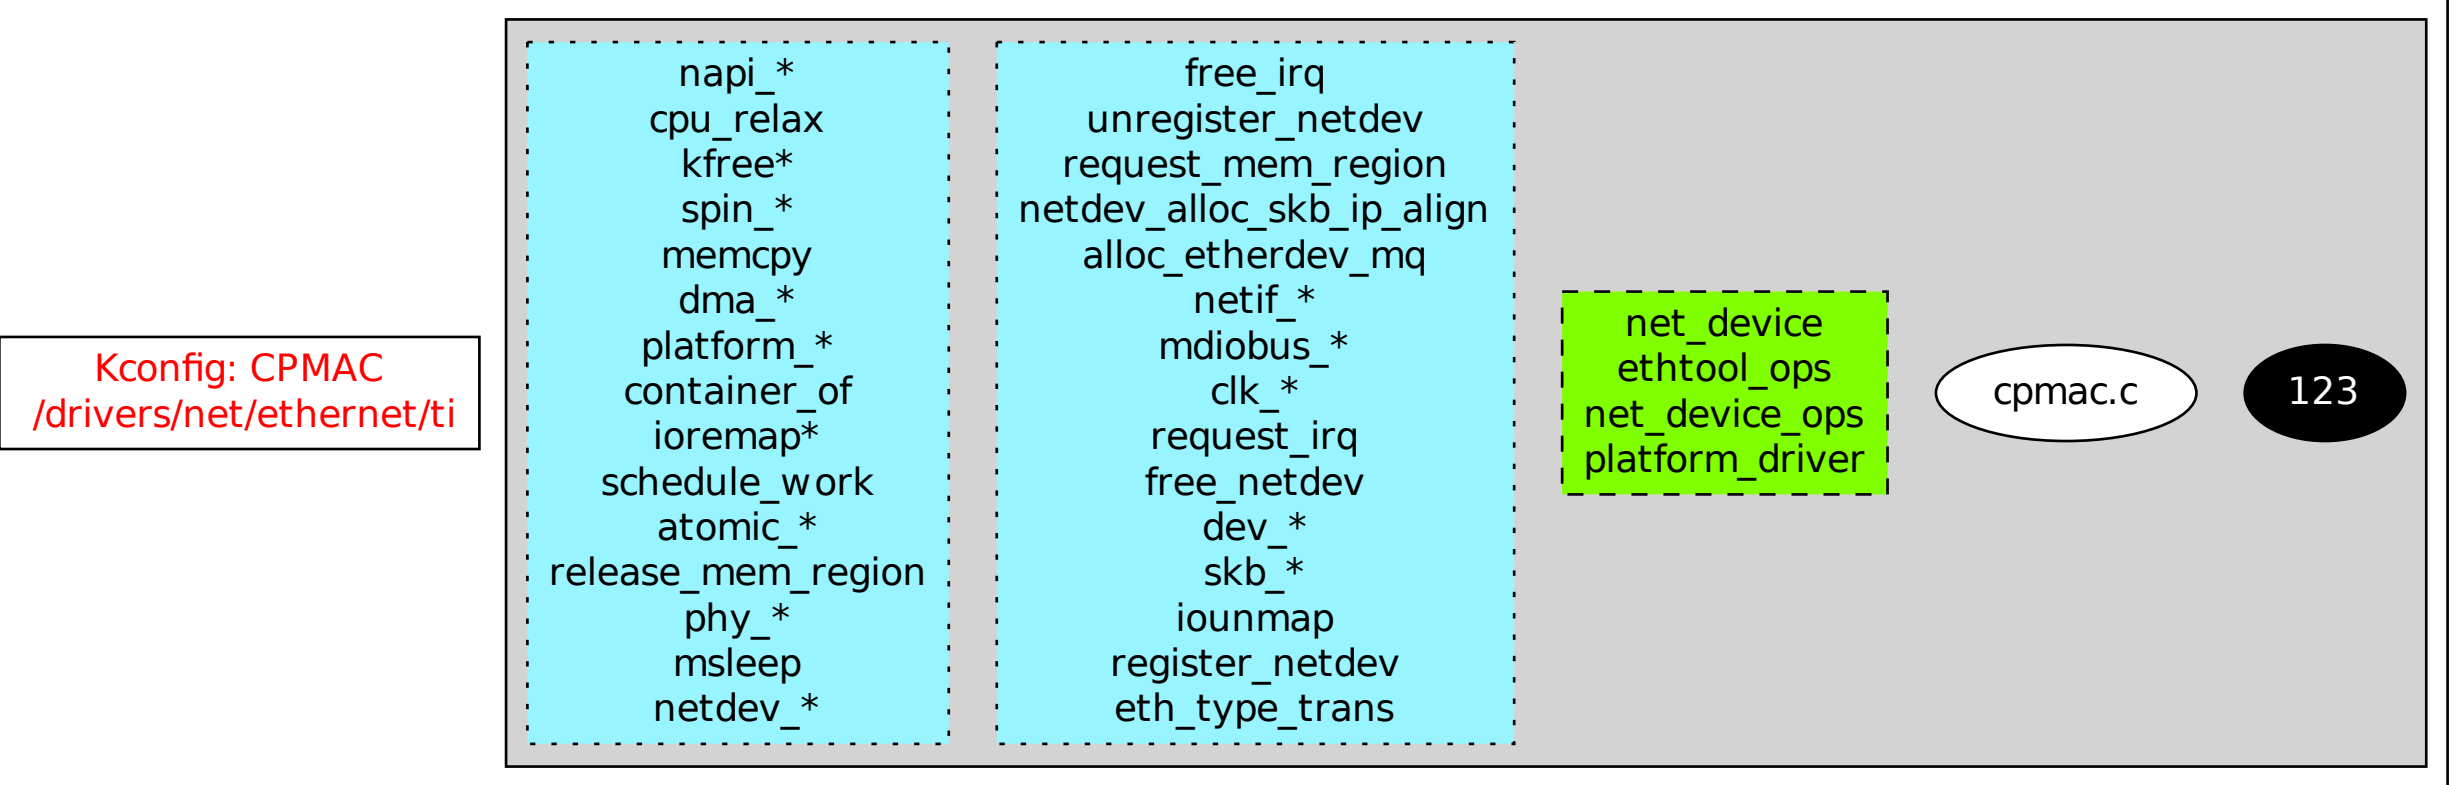 Kconfig: CPMAC
/drivers/net/ethernet/ti
napi_*
cpu_relax
kfree*
spin_*
memcpy
dma_*
platform_*
container_of
ioremap*
schedule_work
atomic_*
release_mem_region
phy_*
msleep
netdev_*
free_irq
unregister_netdev
request_mem_region
netdev_alloc_skb_ip_align
alloc_etherdev_mq
netif_*
mdiobus_*
clk_*
request_irq
free_netdev
dev_*
skb_*
iounmap
register_netdev
eth_type_trans
net_device
ethtool_ops
net_device_ops
platform_driver
cpmac.c
123